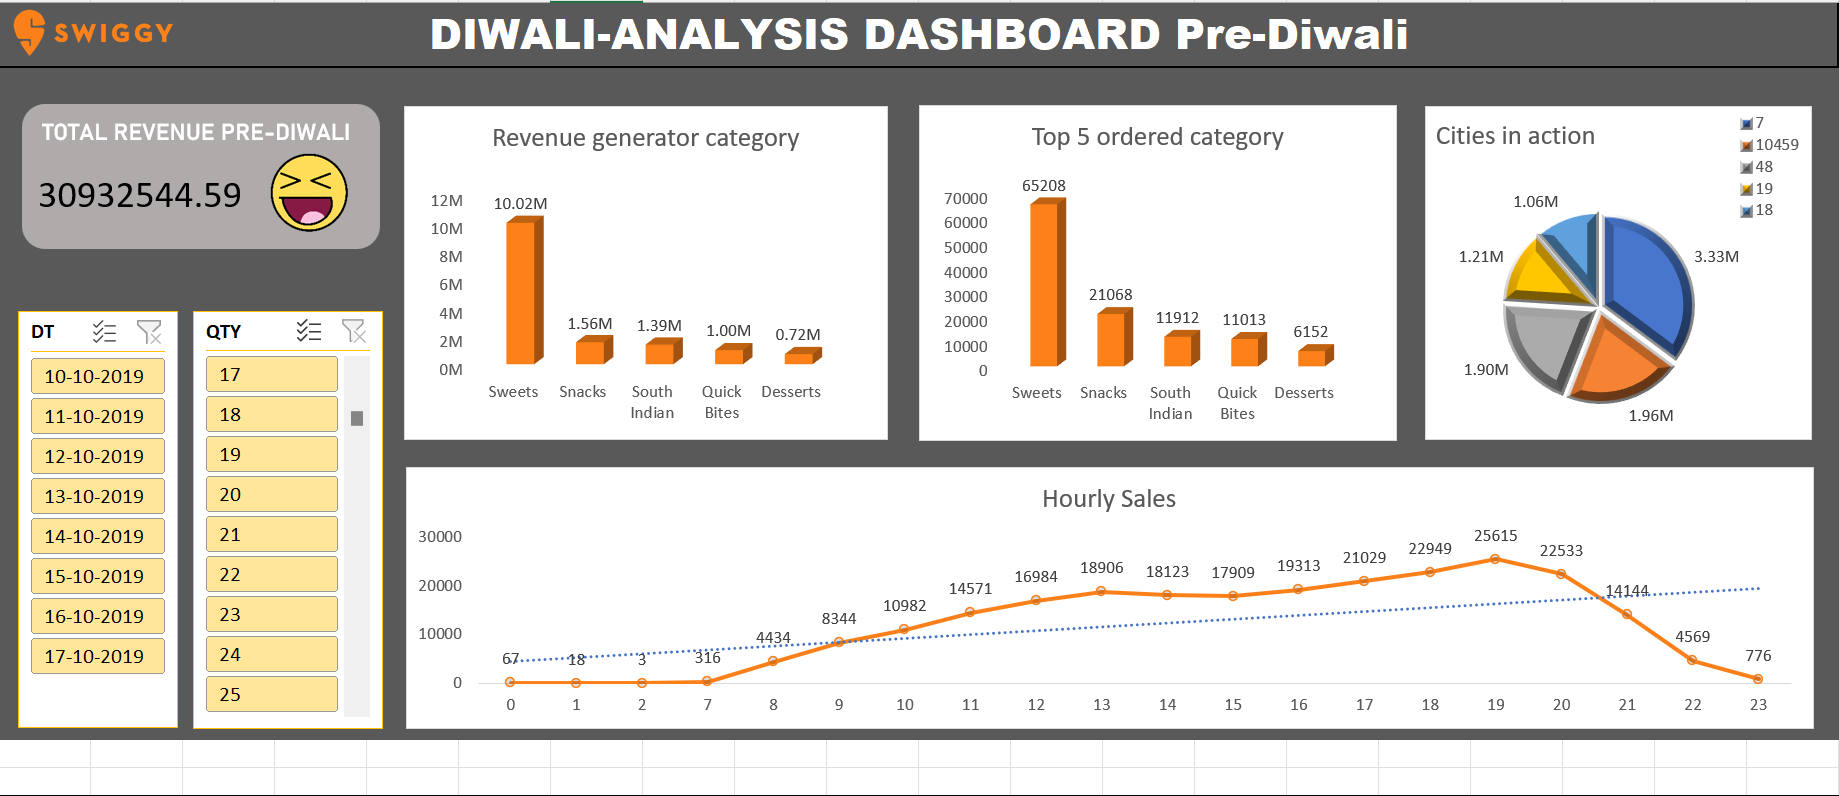 SWIGGY
DIWALI-ANALYSIS DASHBOARD Pre-Diwali
TOTAL REVENUE PRE-DIWALI
30932544.59
DT
10-10-2019
11-10-2019
12-10-2019
13-10-2019
14-10-2019
15-10-2019
16-10-2019
17-10-2019
QTY
17
18
19
20
21
22
23
24
25
Revenue generator category
12M
10M
8M
6M
4M
2M
0M
10.02M
1.56M
1.39M
1.00M
0.72M
Sweets
Snacks
South
Indian
Quick
Bites
Desserts
Top 5 ordered category
70000
60000
50000
40000
30000
20000
10000
0
65208
21068
11912
11013
6152
Sweets
Snacks
South
Indian
Quick
Bites
Desserts
Cities in action
7
10459
48
19
18
1.06M
1.21M
3.33M
1.90M
1.96M
Hourly Sales
30000
20000
10000
0
67
18
3
316
4434
8344
10982
14571
16984
18906
18123
17909
19313
21029
22949
25615
22533
14144
4569
776
0 1 2 7 8 9 10 11 12 13 14 15 16 17 18 19 20 21 22 23